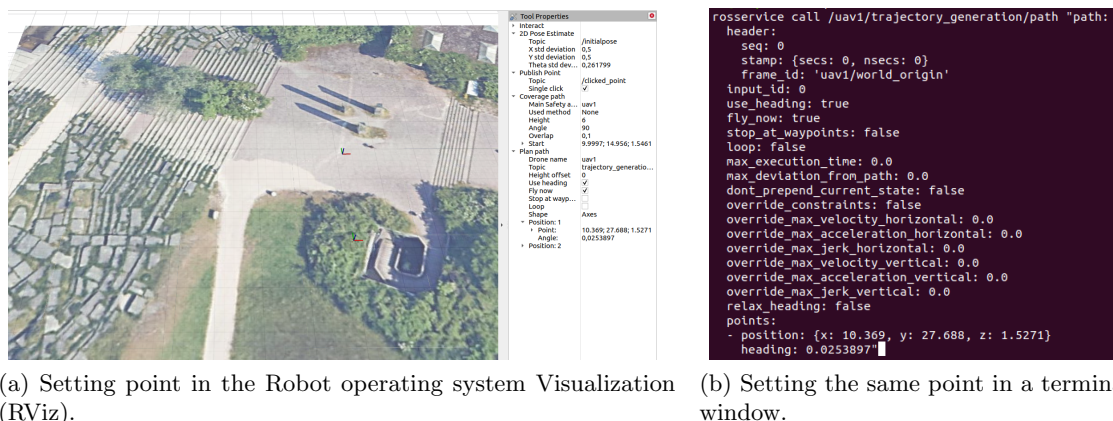 Tool Properties
Interact
2D Pose Estimate
Topic /initialpose
X std deviation 0,5
Y std deviation 0,5
Theta std dev... 0,261799
Publish Point
Topic /clicked_point
Single click ✓
Coverage path
Main Safety a... uav1
Used method None
Height 6
Angle 90
Overlap 0,1
Start 9.9997; 14.956; 1.5461
Plan path
Drone name uav1
Topic trajectory_generatio...
Height offset 0
Use heading ✓
Fly now ✓
Stop at wayp...
Loop
Shape Axes
Position: 1
Point: 10.369; 27.688; 1.5271
Angle: 0,0253897
Position: 2
(a) Setting point in the Robot operating system Visualization
(RViz).
rosservice call /uav1/trajectory_generation/path "path:
header:
seq: 0
stamp: {secs: 0, nsecs: 0}
frame_id: 'uav1/world_origin'
input_id: 0
use_heading: true
fly_now: true
stop_at_waypoints: false
loop: false
max_execution_time: 0.0
max_deviation_from_path: 0.0
dont_prepend_current_state: false
override_constraints: false
override_max_velocity_horizontal: 0.0
override_max_acceleration_horizontal: 0.0
override_max_jerk_horizontal: 0.0
override_max_velocity_vertical: 0.0
override_max_acceleration_vertical: 0.0
override_max_jerk_vertical: 0.0
relax_heading: false
points:
- position: {x: 10.369, y: 27.688, z: 1.5271}
heading: 0.0253897"
(b) Setting the same point in a termin
window.